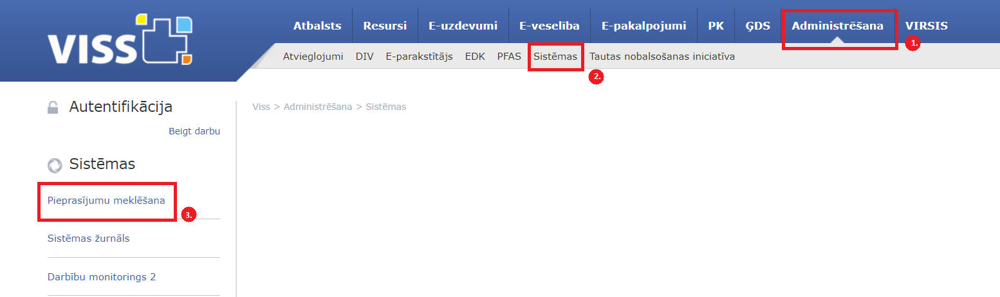 VISS
Atbalsts Resursi E-uzdevumi E-veselība E-pakalpojumi PK ĢDS Administrēšana VIRSIS
1.
Atvieglojumi DIV E-parakstītājs EDK PFAS Sistēmas Tautas nobalsošanas iniciatīva
2.
Autentifikācija
Beigt darbu
Viss > Administrēšana > Sistēmas
Sistēmas
Pieprasījumu meklēšana
3.
Sistēmas žurnāls
Darbību monitorings 2